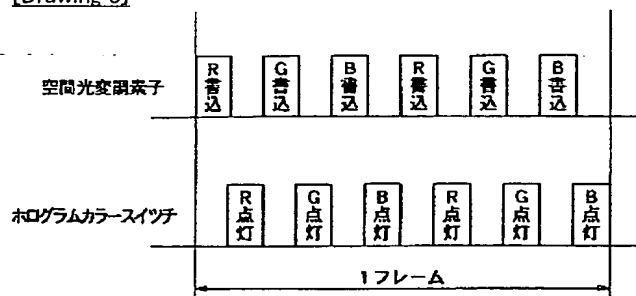 [Drawing 6]
空間光変調素子
R書込 G書込 B書込 R書込 G書込 B書込
ホログラムカラースイツチ
R点灯 G点灯 B点灯 R点灯 G点灯 B点灯
1フレーム